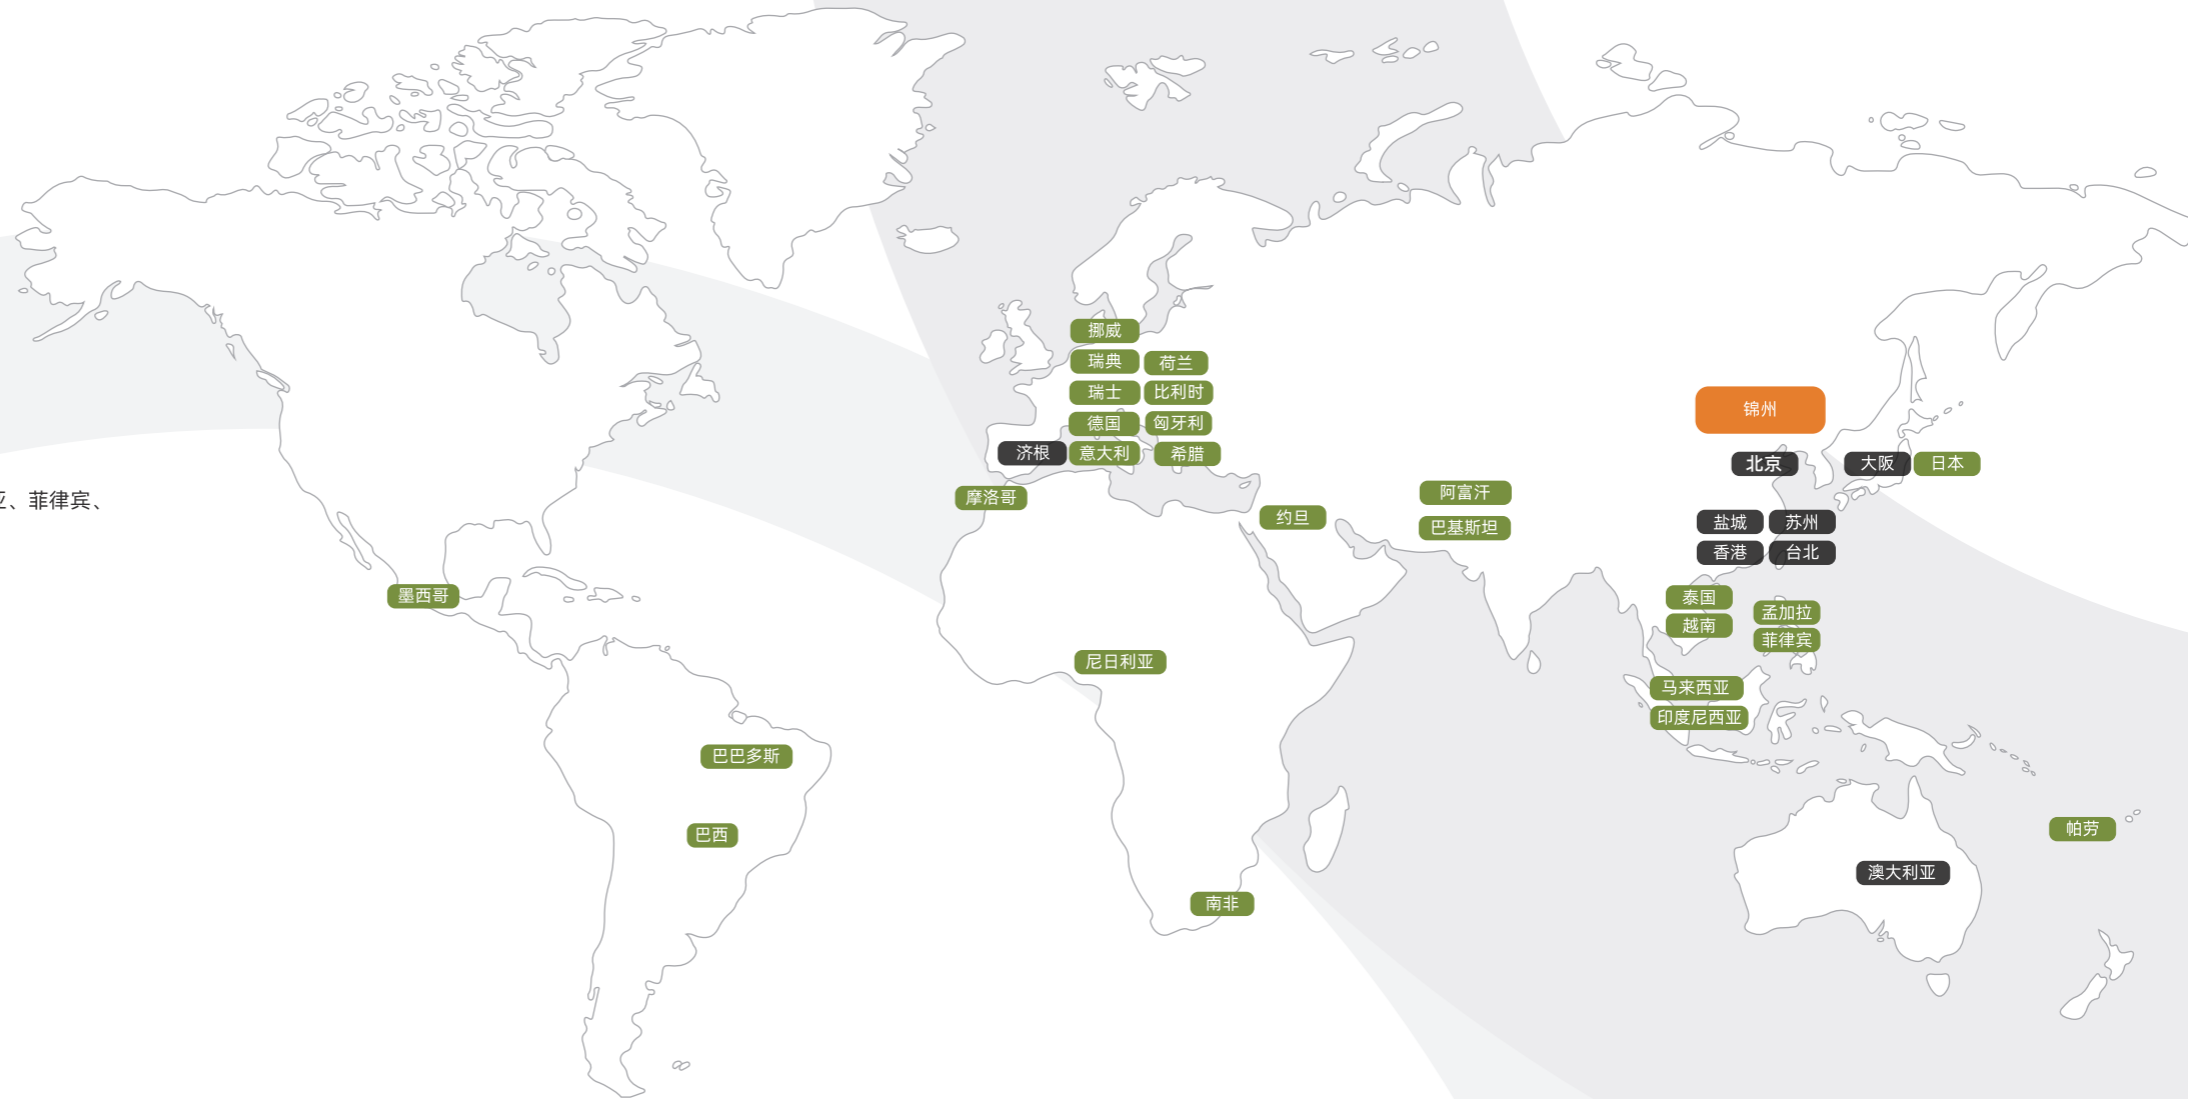 挪威
瑞典
荷兰
瑞士
比利时
锦州
德国
匈牙利
济根
意大利
希腊
北京
大阪
日本
摩洛哥
阿富汗
亚、菲律宾、
约旦
巴基斯坦
盐城
苏州
香港
台北
墨西哥
泰国
孟加拉
越南
菲律宾
尼日利亚
马来西亚
印度尼西亚
巴巴多斯
巴西
帕劳
澳大利亚
南非